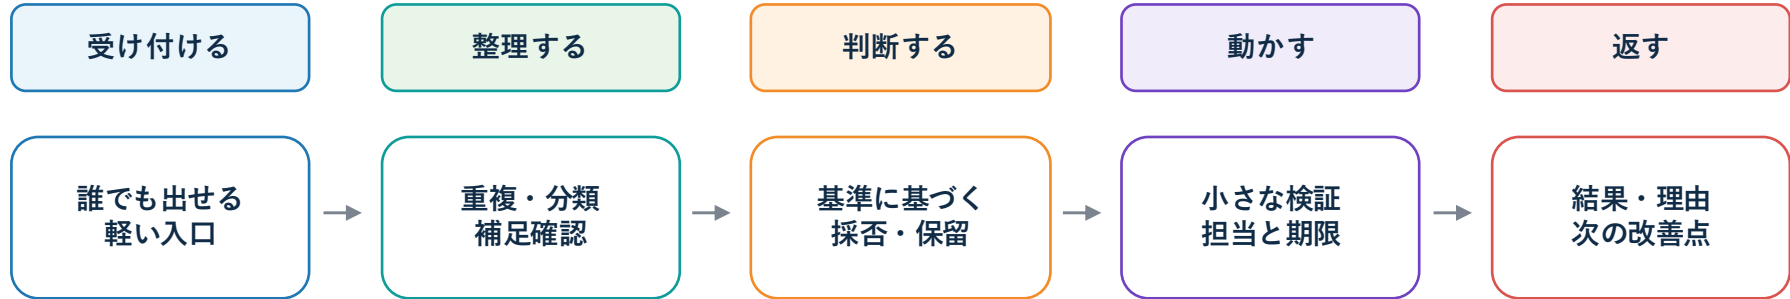 受け付ける
整理する
判断する
動かす
返す
誰でも出せる
軽い入口
重複・分類
補足確認
基準に基づく
採否・保留
小さな検証
担当と期限
結果・理由
次の改善点